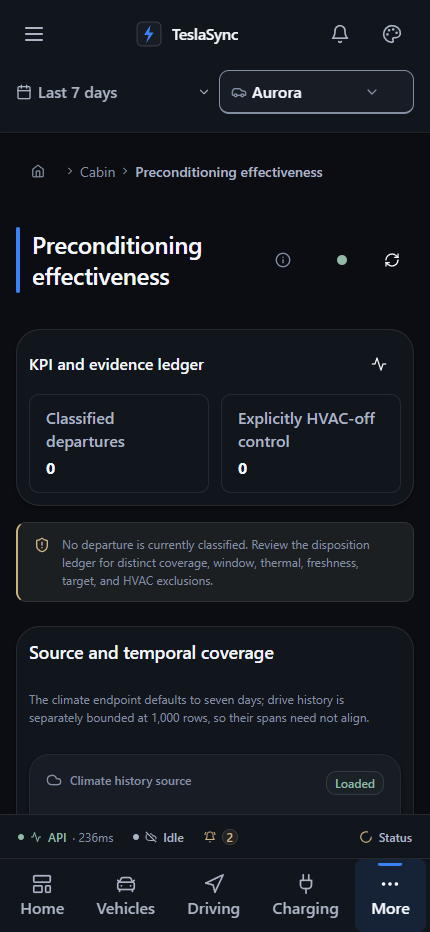 TeslaSync
Last 7 days
Aurora
Cabin
Preconditioning effectiveness
Preconditioning
effectiveness
KPI and evidence ledger
Classified
departures
0
Explicitly HVAC-off
control
0
No departure is currently classified. Review the disposition
ledger for distinct coverage, window, thermal, freshness,
target, and HVAC exclusions.
Source and temporal coverage
The climate endpoint defaults to seven days; drive history is
separately bounded at 1,000 rows, so their spans need not align.
Climate history source
Loaded
API · 236ms
Idle
2
Status
Home
Vehicles
Driving
Charging
More